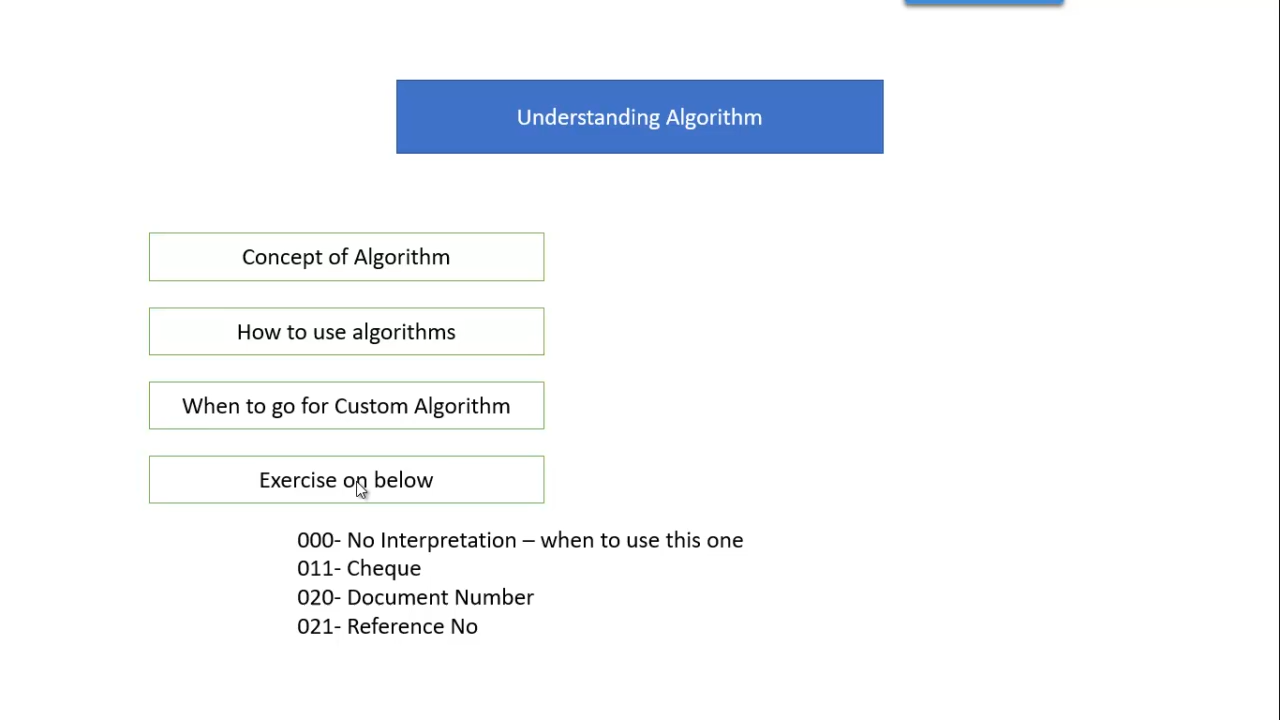 Understanding Algorithm
Concept of Algorithm
How to use algorithms
When to go for Custom Algorithm
Exercise on below
000- No Interpretation – when to use this one
011- Cheque
020- Document Number
021- Reference No